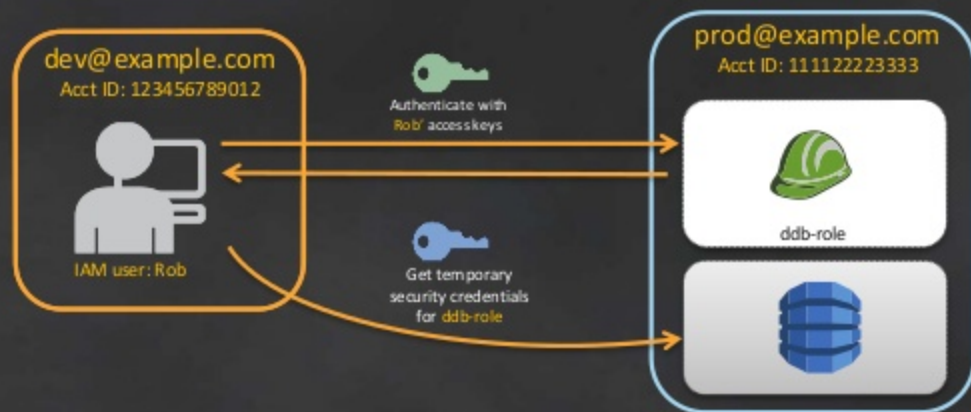 dev@example.com
Acct ID: 123456789012
IAM user: Rob
Authenticate with
Rob' access keys
Get temporary
security credentials
for ddb-role
prod@example.com
Acct ID: 111122223333
ddb-role